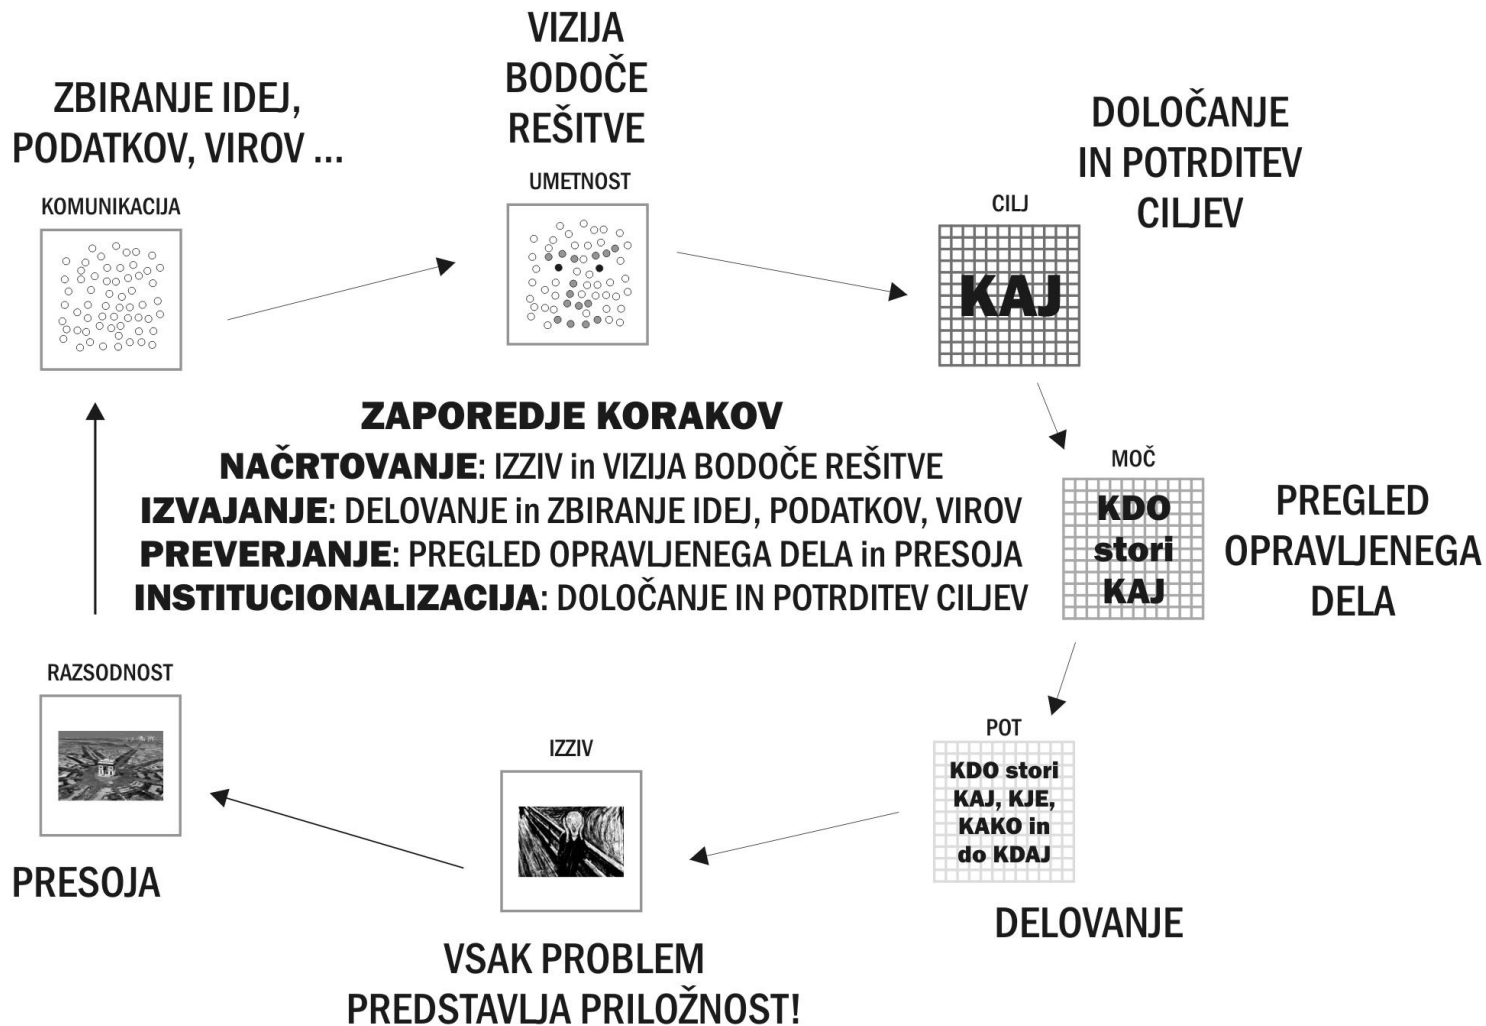 VIZIJA
BODOČE
REŠITVE
ZBIRANJE IDEJ,
PODATKOV, VIROV ...
DOLOČANJE
IN POTRDITEV
CILJEV
KOMUNIKACIJA
UMETNOST
CILJ
KAJ
ZAPOREDJE KORAKOV
NAČRTOVANJE: IZZIV in VIZIJA BODOČE REŠITVE
IZVAJANJE: DELOVANJE in ZBIRANJE IDEJ, PODATKOV, VIROV
PREVERJANJE: PREGLED OPRAVLJENEGA DELA in PRESOJA
INSTITUCIONALIZACIJA: DOLOČANJE IN POTRDITEV CILJEV
MOČ
KDO
stori
KAJ
PREGLED
OPRAVLJENEGA
DELA
RAZSODNOST
PRESOJA
IZZIV
VSAK PROBLEM
PREDSTAVLJA PRILOŽNOST!
POT
KDO stori
KAJ, KJE,
KAKO in
do KDAJ
DELOVANJE